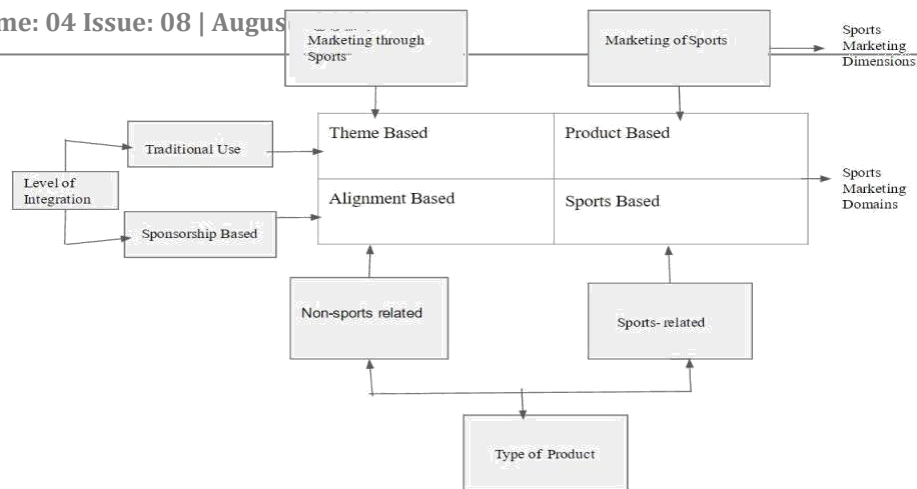 me: 04 Issue: 08 | Augus
Marketing through
Sports
Marketing of Sports
Sports
Marketing
Dimensions
Theme Based
Product Based
Traditional Use
Level of
Integration
Alignment Based
Sports Based
Sports
Marketing
Domains
Sponsorship Based
Non-sports related
Sports- related
Type of Product